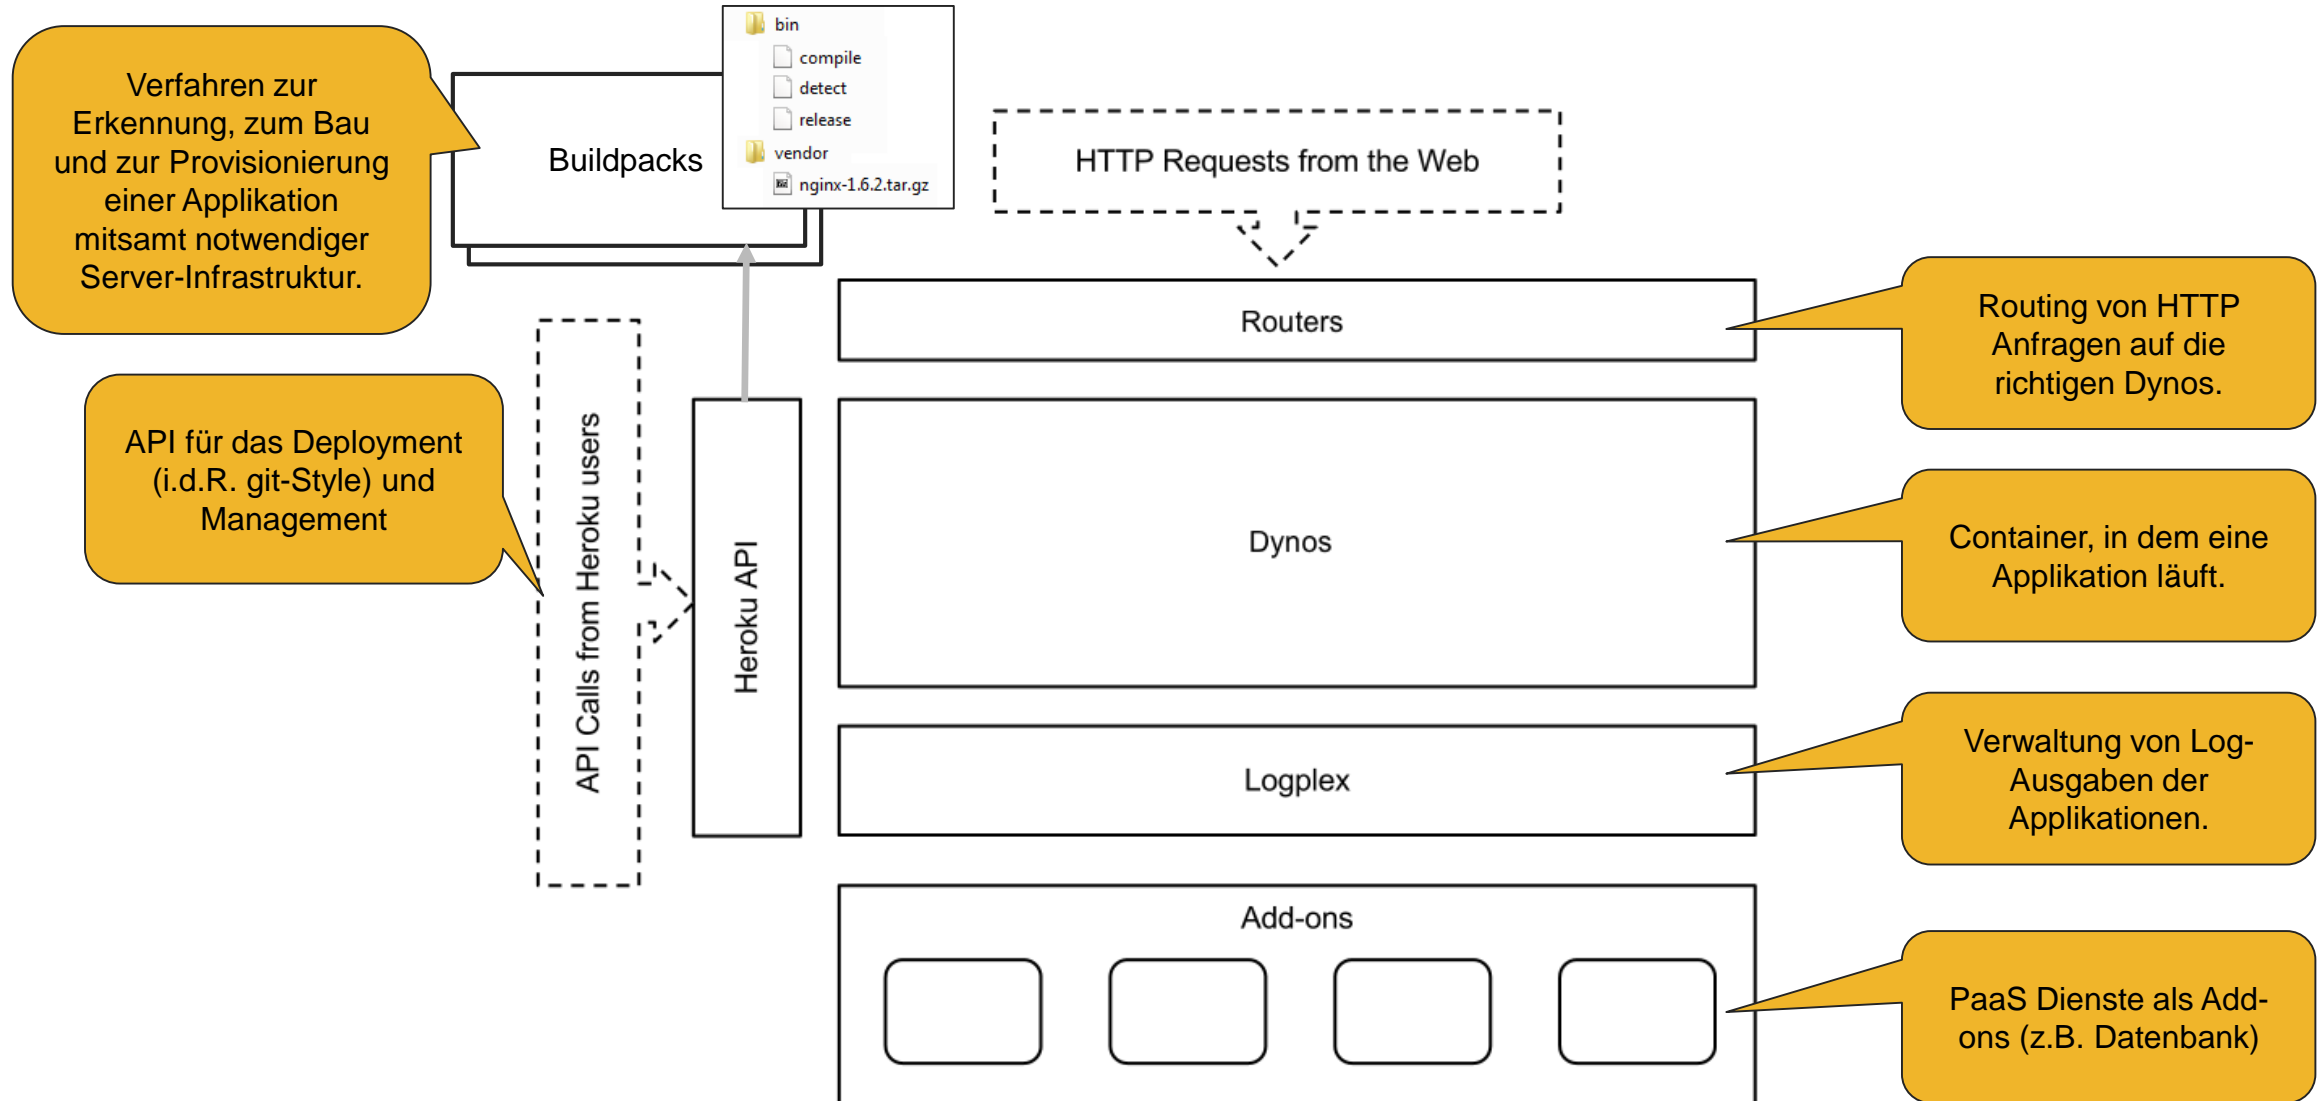 Verfahren zur
Erkennung, zum Bau
und zur Provisionierung
einer Applikation
mitsamt notwendiger
Server-Infrastruktur.
Buildpacks
bin
compile
detect
release
vendor
nginx-1.6.2.tar.gz
HTTP Requests from the Web
Routers
Routing von HTTP
Anfragen auf die
richtigen Dynos.
API für das Deployment
(i.d.R. git-Style) und
Management
API Calls from Heroku users
Heroku API
Dynos
Container, in dem eine
Applikation läuft.
Logplex
Verwaltung von Log-
Ausgaben der
Applikationen.
Add-ons
PaaS Dienste als Add-
ons (z.B. Datenbank)